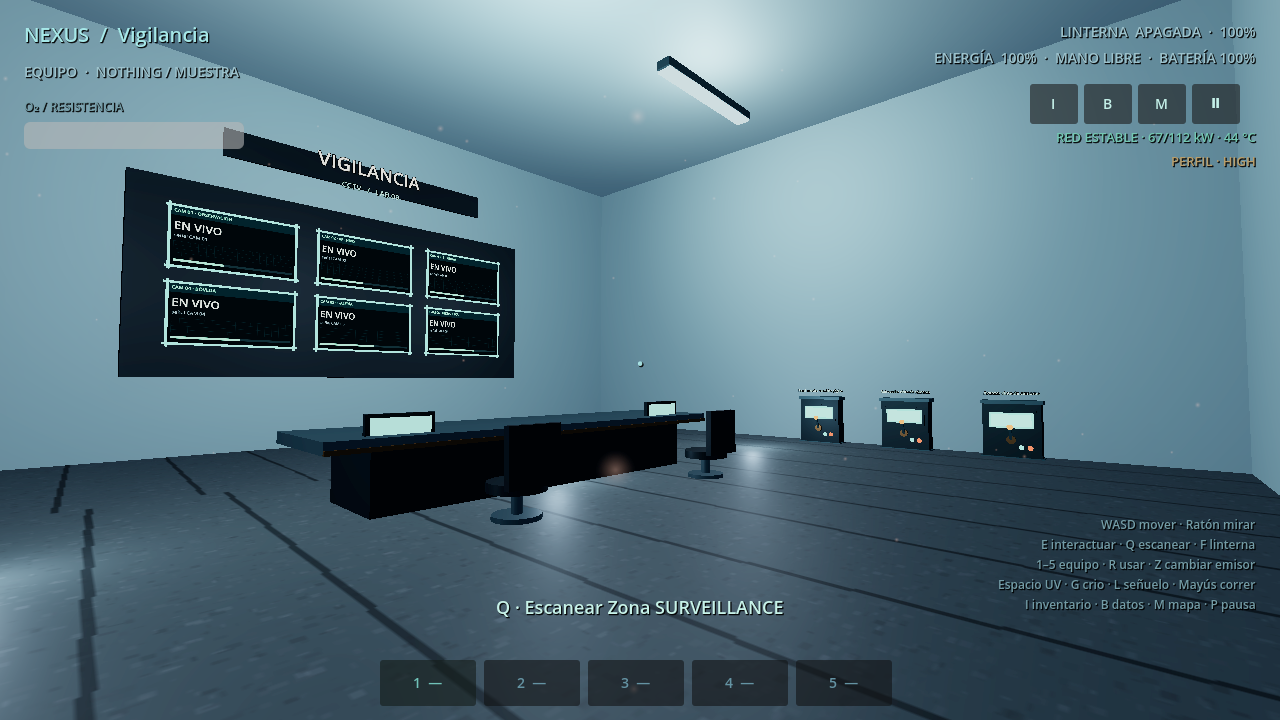 NEXUS / Vigilancia
EQUIPO · NOTHING / MUESTRA
O₂ / RESISTENCIA
LINTERNA APAGADA · 100%
ENERGÍA 100% · MANO LIBRE · BATERÍA 100%
I
B
M
RED ESTABLE · 67/112 kW · 44 °C
PERFIL · HIGH
VIGILANCIA
CAM 01 · OBSERVACIÓN
EN VIVO
EN VIVO
EN VIVO
EN VIVO
EN VIVO
EN VIVO
WASD mover · Ratón mirar
E interactuar · Q escanear · F linterna
1–5 equipo · R usar · Z cambiar emisor
Espacio UV · G crio · L señuelo · Mayús correr
I inventario · B datos · M mapa · P pausa
Q · Escanear Zona SURVEILLANCE
1 —
2 —
3 —
4 —
5 —